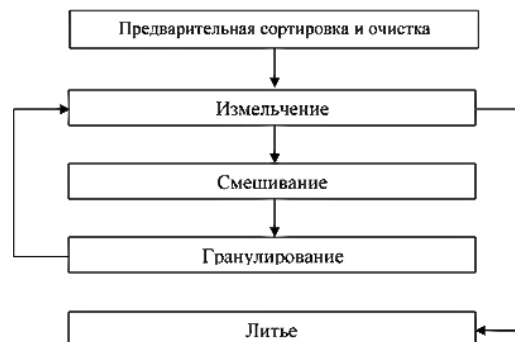 Предварительная сортировка и очистка
Измельчение
Смешивание
Гранулирование
Литье